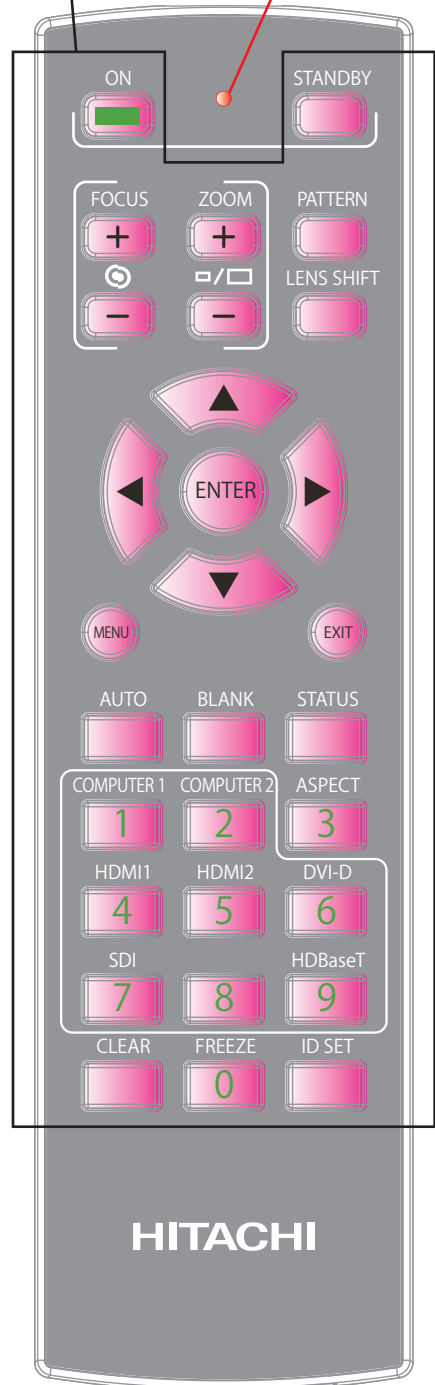 ON STANDBY
FOCUS ZOOM PATTERN
+ +
LENS SHIFT
− −
ENTER
MENU EXIT
AUTO BLANK STATUS
COMPUTER 1 COMPUTER 2 ASPECT
1 2 3
HDMI1 HDMI2 DVI-D
4 5 6
SDI HDBaseT
7 8 9
CLEAR FREEZE ID SET
0
HITACHI